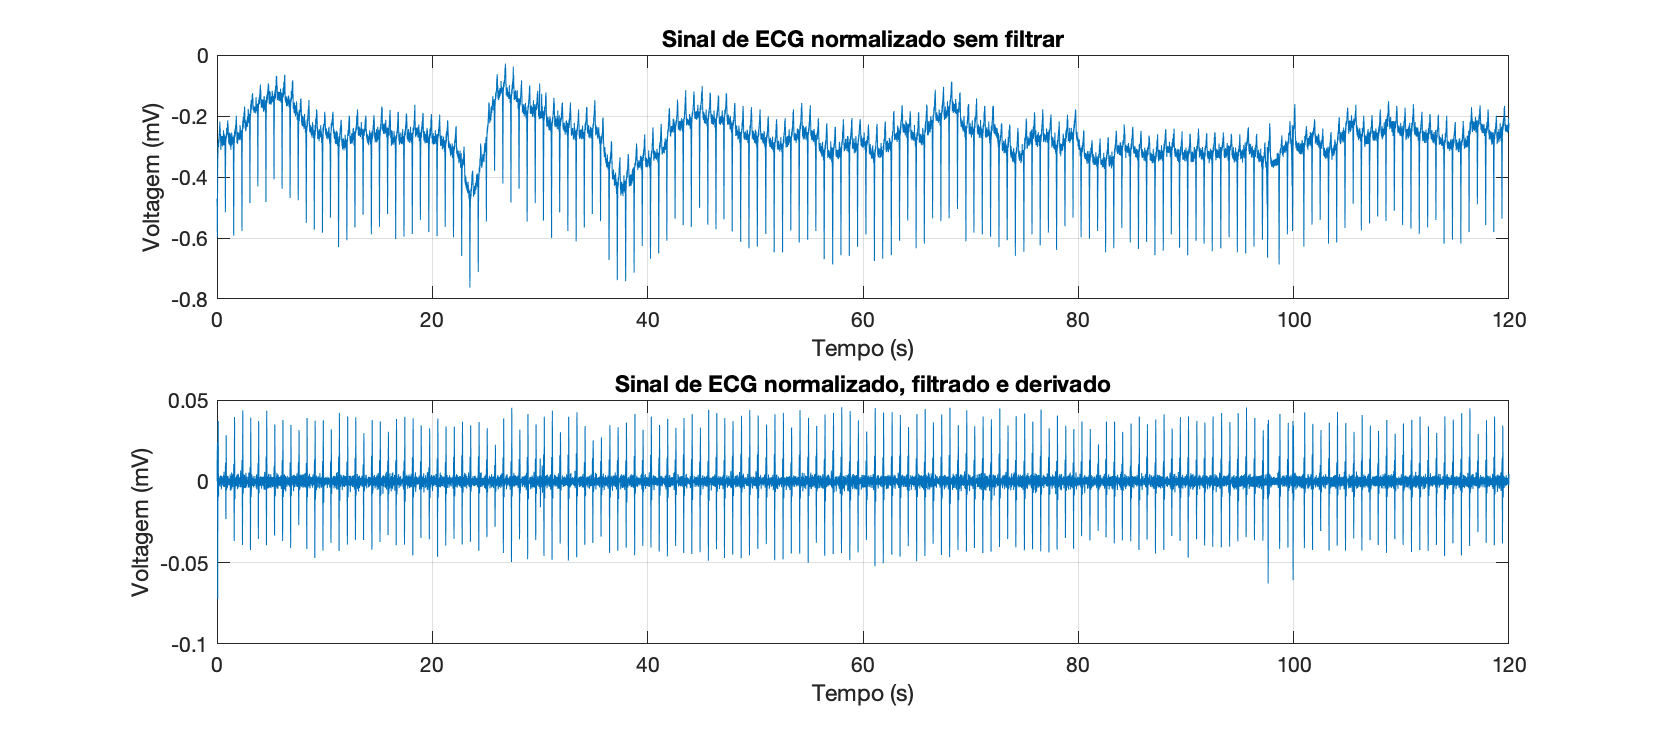 Sinal de ECG normalizado sem filtrar
Voltagem (mV)
0
-0.2
-0.4
-0.6
-0.8
0 20 40 60 80 100 120
Tempo (s)
Sinal de ECG normalizado, filtrado e derivado
Voltagem (mV)
0.05
0
-0.05
-0.1
0 20 40 60 80 100 120
Tempo (s)